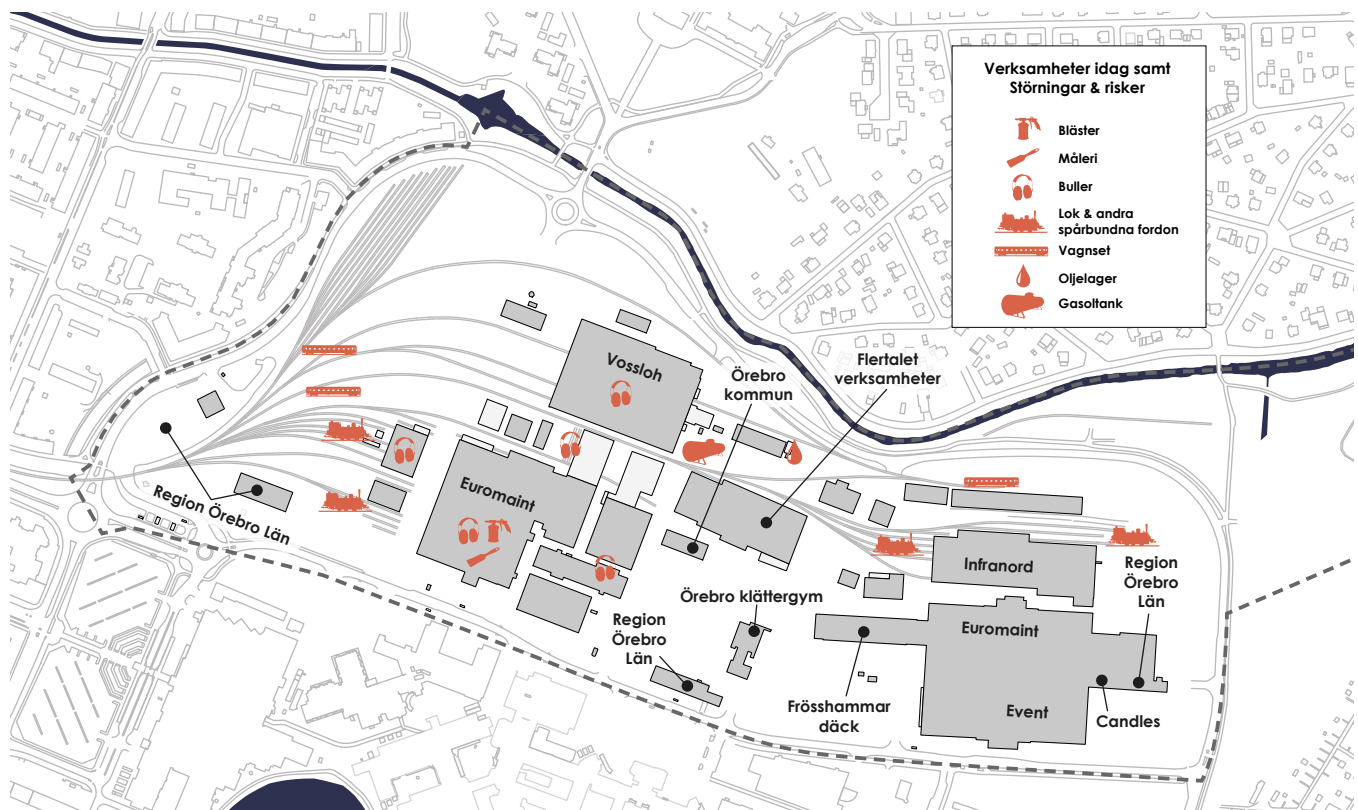 Verksamheter idag samt
Störningar & risker
Bläster
Måleri
Buller
Lok & andra
spårbundna fordon
Vagnset
Oljelager
Gasoltank
Vossloh
Örebro
kommun
Flertalet
verksamheter
Euromaint
Region Örebro Län
Infranord
Region
Örebro
Län
Örebro klättergym
Region
Örebro
Län
Euromaint
Frösshammar
däck
Event
Candles